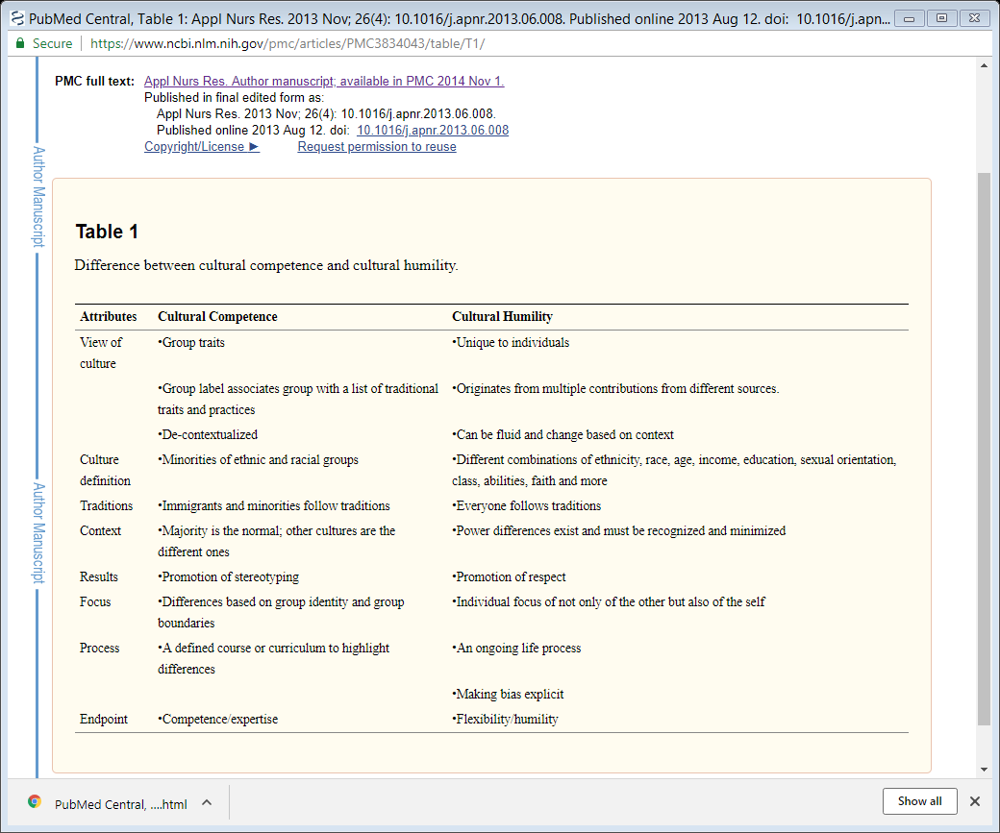 PubMed Central, Table 1: Appl Nurs Res. 2013 Nov; 26(4): 10.1016/j.apnr.2013.06.008. Published online 2013 Aug 12. doi:  10.1016/j.apn...
Secure | https://www.ncbi.nlm.nih.gov/pmc/articles/PMC3834043/table/T1/
PMC full text: Appl Nurs Res. Author manuscript; available in PMC 2014 Nov 1.
Published in final edited form as:
Appl Nurs Res. 2013 Nov; 26(4): 10.1016/j.apnr.2013.06.008.
Published online 2013 Aug 12. doi:  10.1016/j.apnr.2013.06.008
Copyright/License ► Request permission to reuse
Author Manuscript
Author Manuscript
Table 1
Difference between cultural competence and cultural humility.
Attributes Cultural Competence Cultural Humility
View of •Group traits •Unique to individuals
culture
•Group label associates group with a list of traditional •Originates from multiple contributions from different sources.
traits and practices
•De-contextualized •Can be fluid and change based on context
Culture •Minorities of ethnic and racial groups •Different combinations of ethnicity, race, age, income, education, sexual orientation,
definition class, abilities, faith and more
Traditions •Immigrants and minorities follow traditions •Everyone follows traditions
Context •Majority is the normal; other cultures are the •Power differences exist and must be recognized and minimized
different ones
Results •Promotion of stereotyping •Promotion of respect
Focus •Differences based on group identity and group •Individual focus of not only of the other but also of the self
boundaries
Process •A defined course or curriculum to highlight •An ongoing life process
differences
•Making bias explicit
Endpoint •Competence/expertise •Flexibility/humility
PubMed Central, ....html
Show all